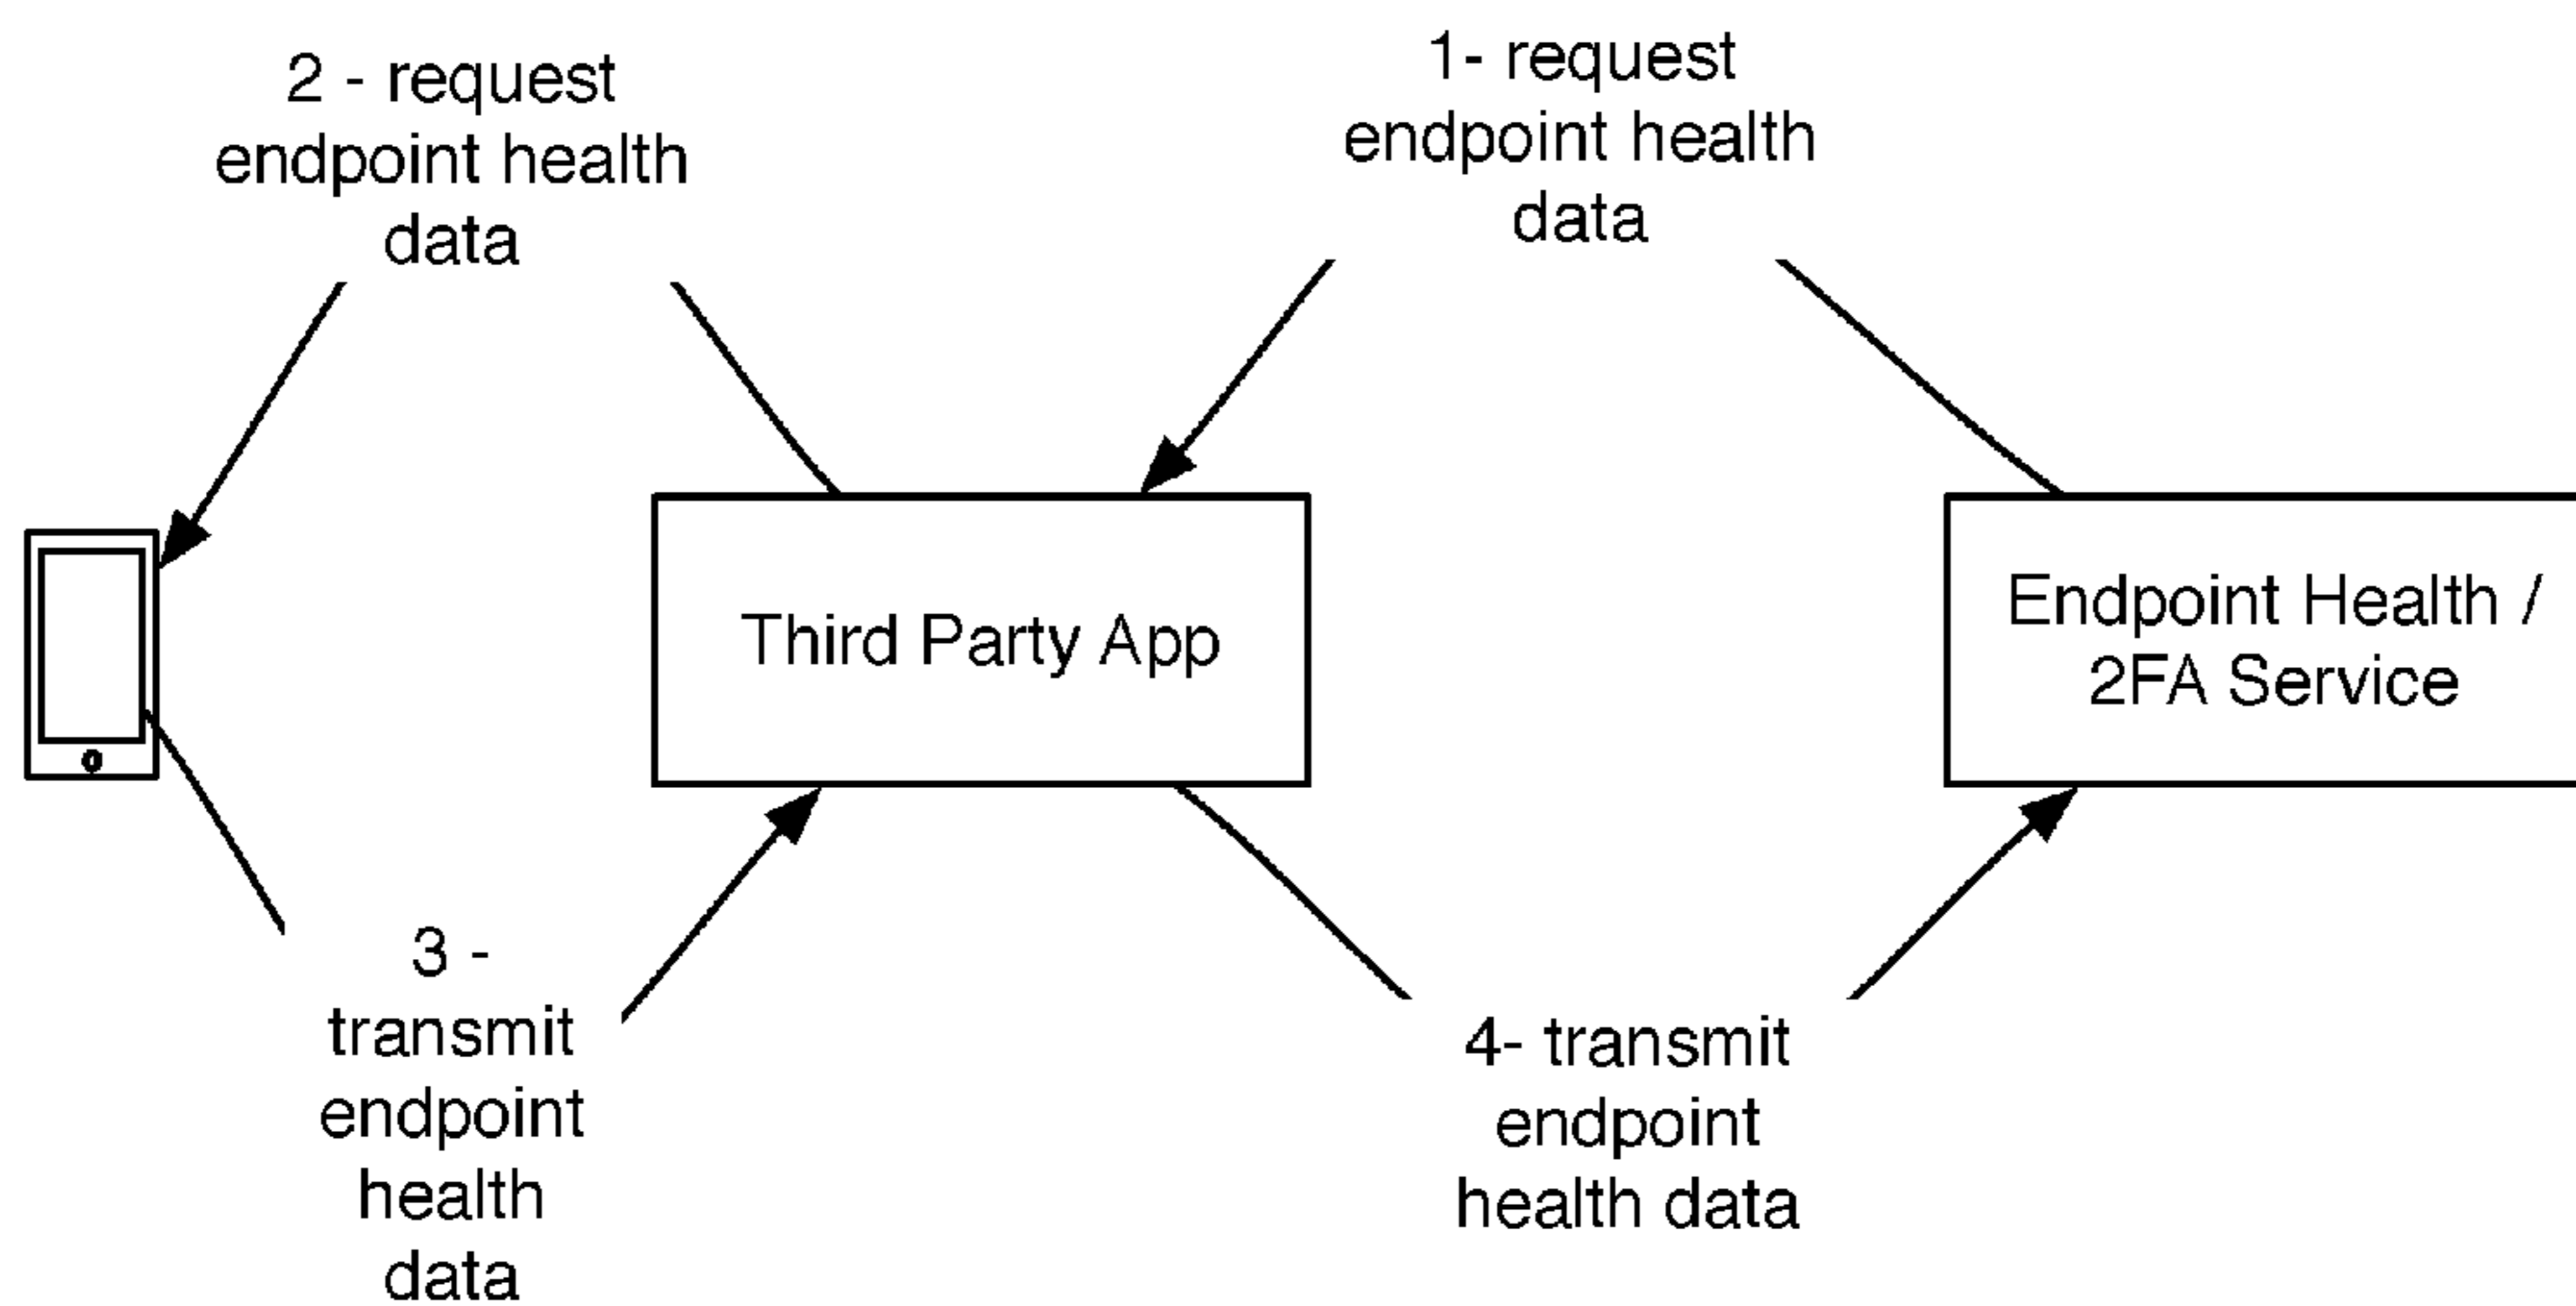 2 - request
endpoint health
data
1- request
endpoint health
data
Third Party App
Endpoint Health /
2FA Service
3 -
transmit
endpoint
health
data
4- transmit
endpoint
health data